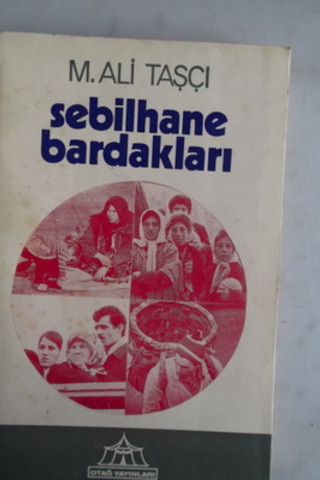 M. ALİ TAŞÇI
sebilhane
bardakları
OTAĞ YAYINLARI